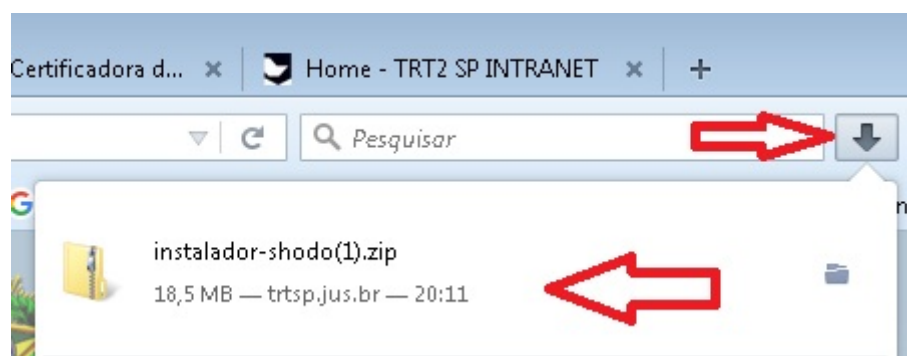 Certificadora d...
Home - TRT2 SP INTRANET
Pesquisar
G
n
instalador-shodo(1).zip
18,5 MB — trtsp.jus.br — 20:11